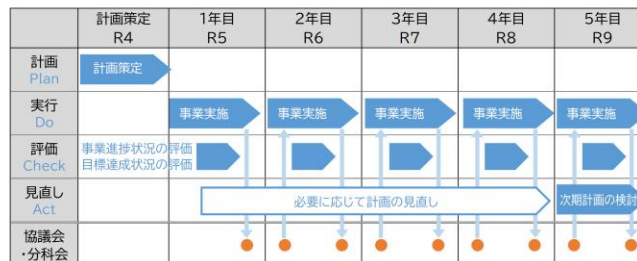 計画策定 1年目 2年目 3年目 4年目 5年目
R4 R5 R6 R7 R8 R9
計画
Plan
計画策定
実行
Do
事業実施 事業実施 事業実施 事業実施 事業実施
評価
Check
事業進捗状況の評価
目標達成状況の評価
見直し
Act
必要に応じて計画の見直し
次期計画の検討
協議会
・分科会